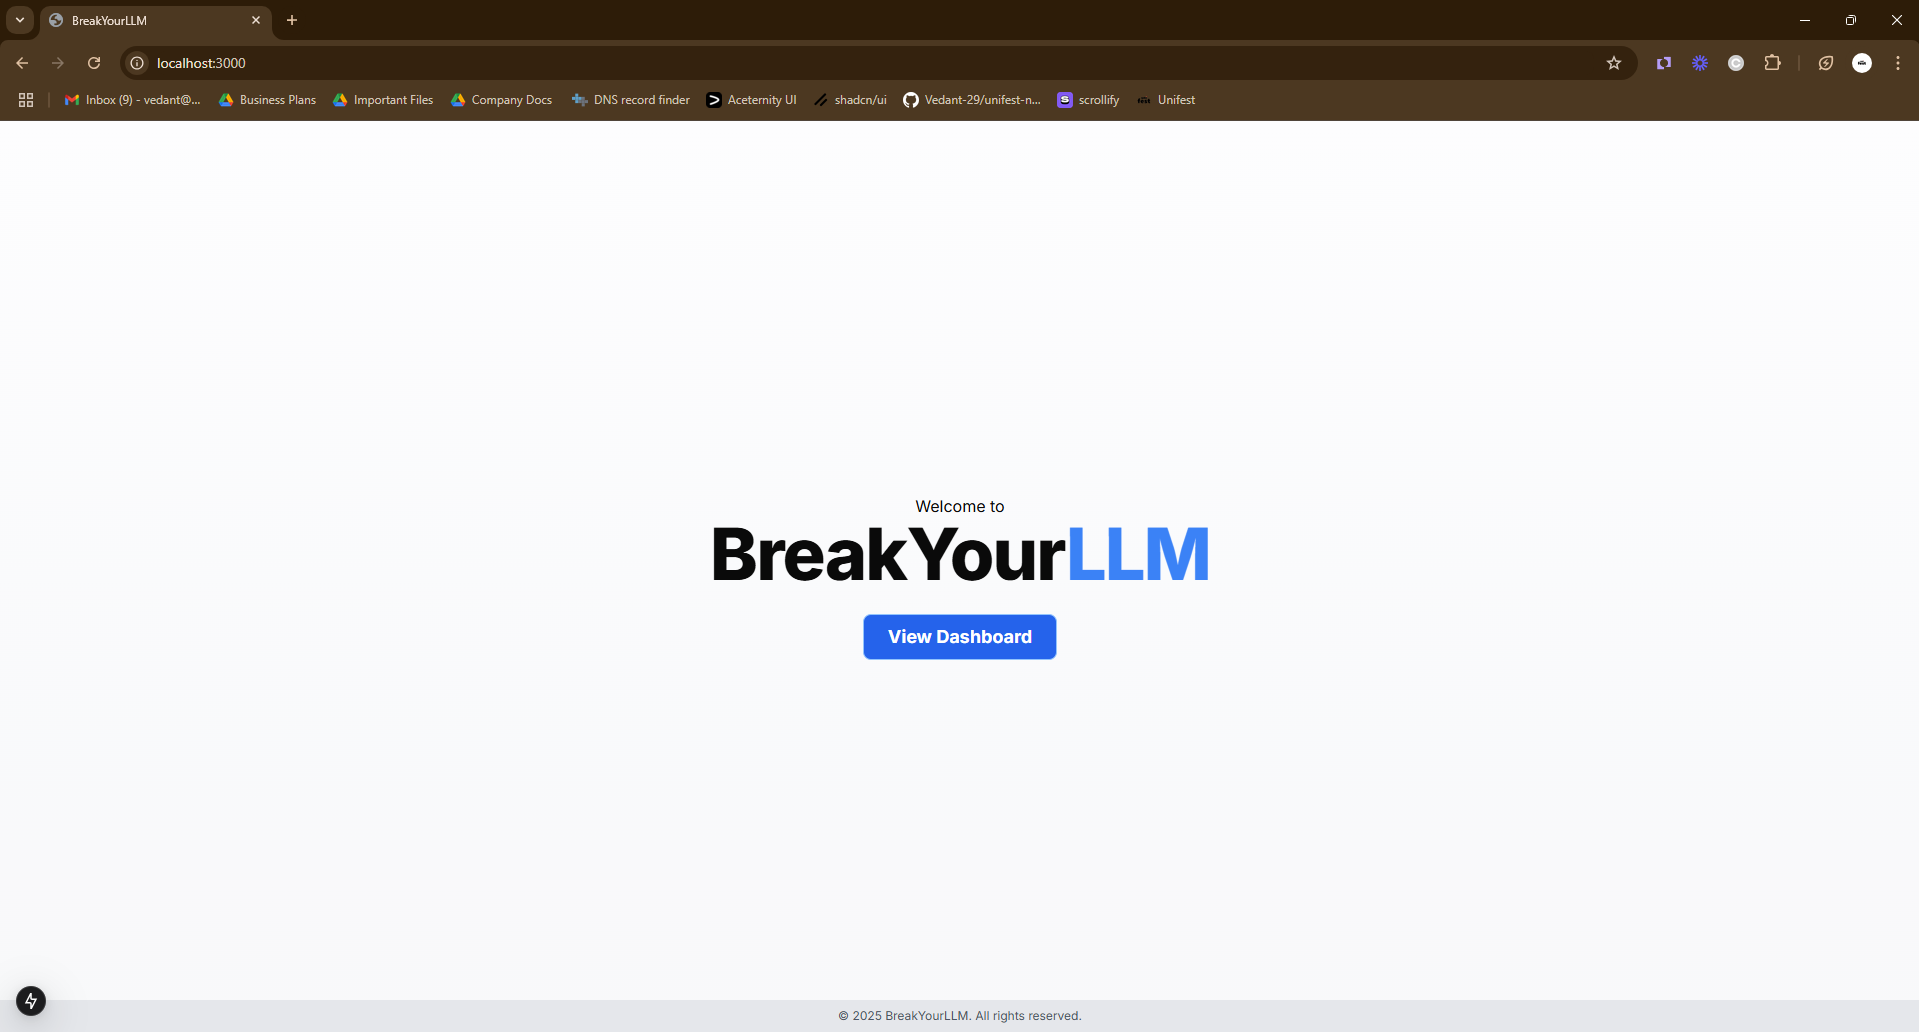 BreakYourLLM
localhost:3000
Inbox (9) - vedant@...
Business Plans
Important Files
Company Docs
DNS record finder
Aceternity UI
shadcn/ui
Vedant-29/unifest-n...
S
scrollify
Unifest
Welcome to
BreakYourLLM
View Dashboard
© 2025 BreakYourLLM. All rights reserved.